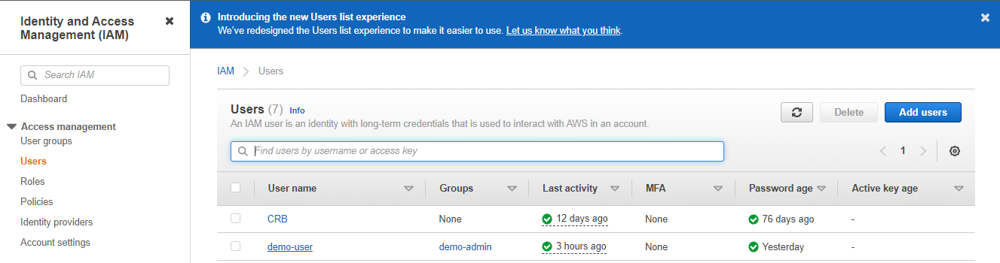 Identity and Access
Management (IAM)
Introducing the new Users list experience
We've redesigned the Users list experience to make it easier to use. Let us know what you think.
Search IAM
Dashboard
Access management
User groups
Users
Roles
Policies
Identity providers
Account settings
IAM > Users
Users (7) Info
An IAM user is an identity with long-term credentials that is used to interact with AWS in an account.
Delete
Add users
Find users by username or access key
1
User name Groups Last activity MFA Password age Active key age
CRB None 12 days ago None 76 days ago -
demo-user demo-admin 3 hours ago None Yesterday -